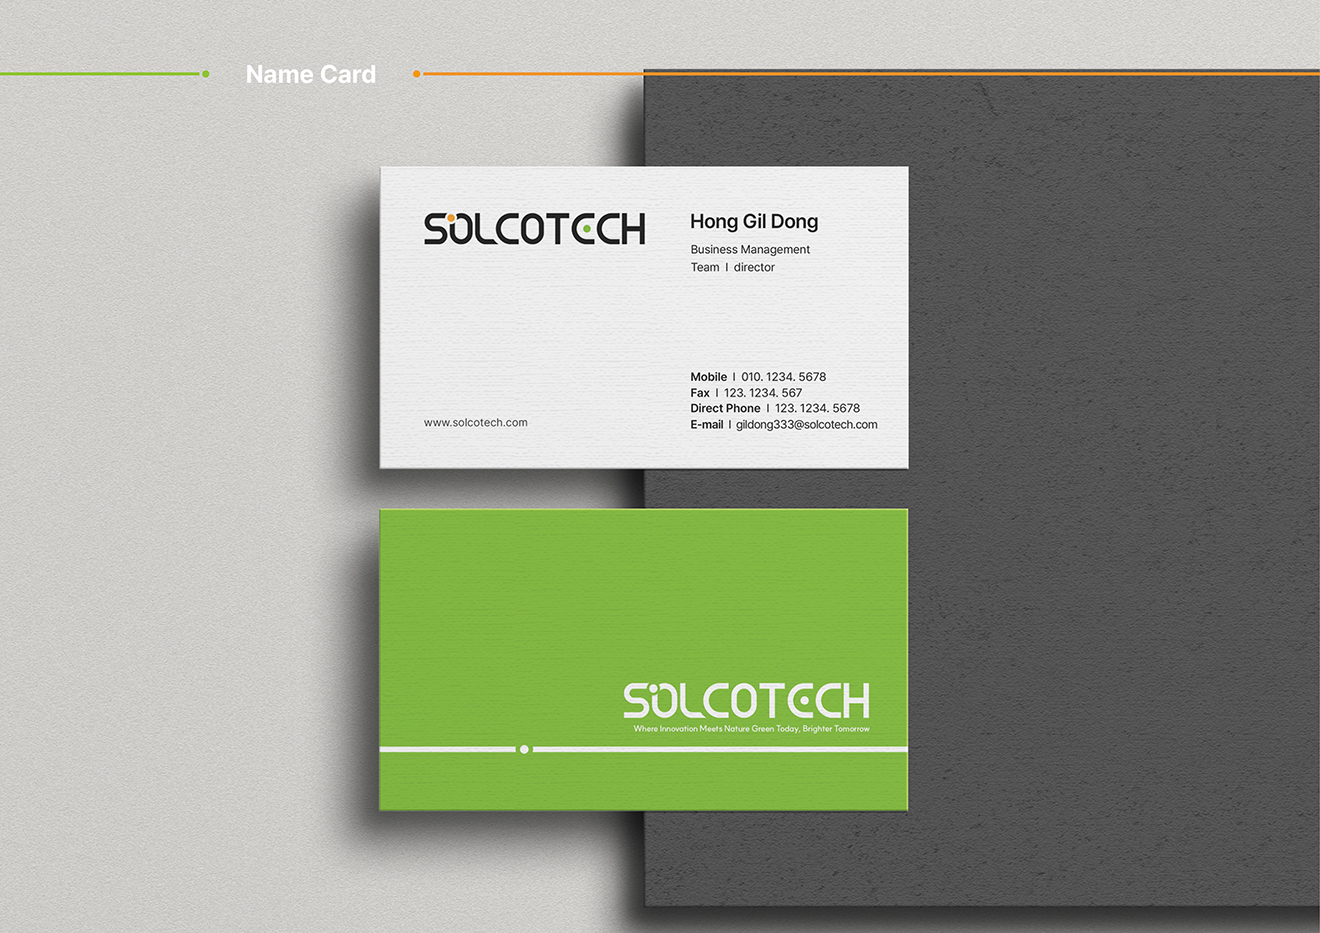 Name Card
SOLCOTECH
Hong Gil Dong
Business Management
Team I director
Mobile I 010. 1234. 5678
Fax I 123. 1234. 567
Direct Phone I 123. 1234. 5678
E-mail I gildong333@solcotech.com
www.solcotech.com
SOLCOTECH
Where Innovation Meets Nature Green Today, Brighter Tomorrow